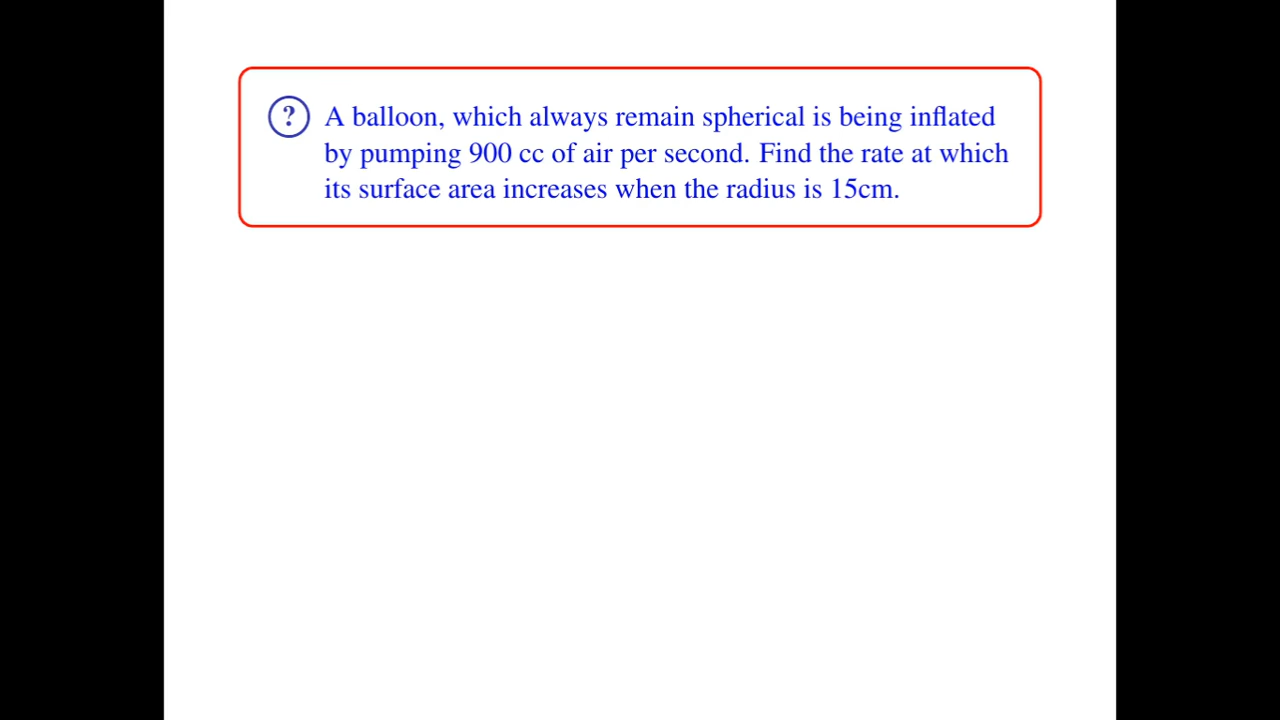 ? A balloon, which always remain spherical is being inflated
by pumping 900 cc of air per second. Find the rate at which
its surface area increases when the radius is 15cm.